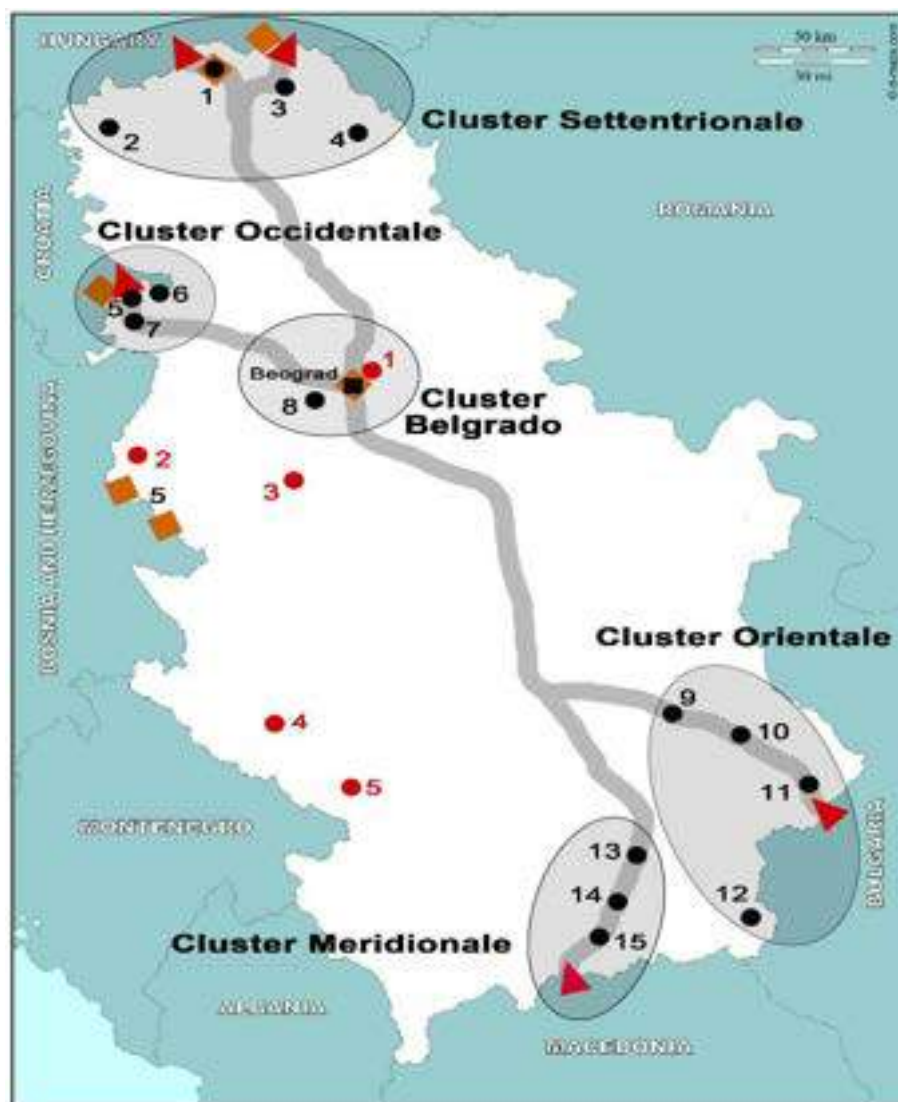 HUNGARY
50 km
50 mi
© d-maps.com
1
3
2
4
Cluster Settentrionale
CROATIA
ROMANIA
Cluster Occidentale
5
6
7
Beograd
1
8
Cluster
Belgrado
BOSNIA AND HERZEGOVINA
2
5
3
Cluster Orientale
9
10
4
11
5
MONTENEGRO
BULGARIA
13
14
12
15
Cluster Meridionale
ALBANIA
MACEDONIA